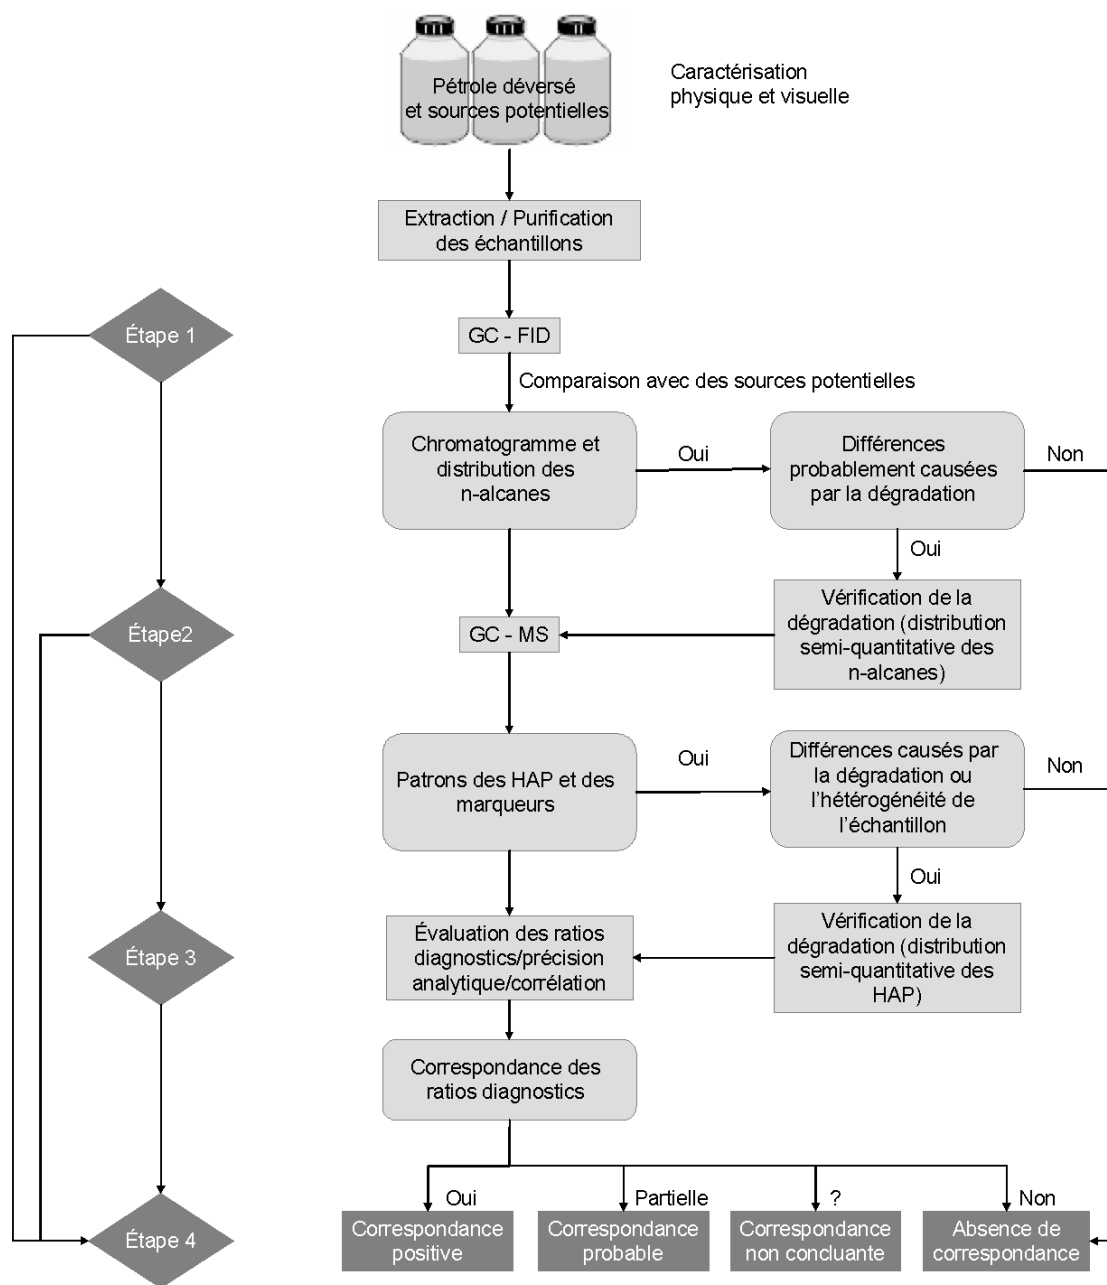 Pétrole déversé
et sources potentielles
Caractérisation
physique et visuelle
Extraction / Purification
des échantillons
Étape 1
GC - FID
Comparaison avec des sources potentielles
Chromatogramme et
distribution des
n-alcanes
Oui
Différences
probablement causées
par la dégradation
Non
Oui
Étape2
GC - MS
Vérification de la
dégradation (distribution
semi-quantitative des
n-alcanes)
Patrons des HAP et des
marqueurs
Oui
Différences causés par
la dégradation ou
l'hétérogénéité de
l'échantillon
Non
Oui
Étape 3
Évaluation des ratios
diagnostics/précision
analytique/corrélation
Vérification de la
dégradation (distribution
semi-quantitative des
HAP)
Correspondance des
ratios diagnostics
Oui
Partielle
?
Non
Étape 4
Correspondance
positive
Correspondance
probable
Correspondance
non concluante
Absence de
correspondance